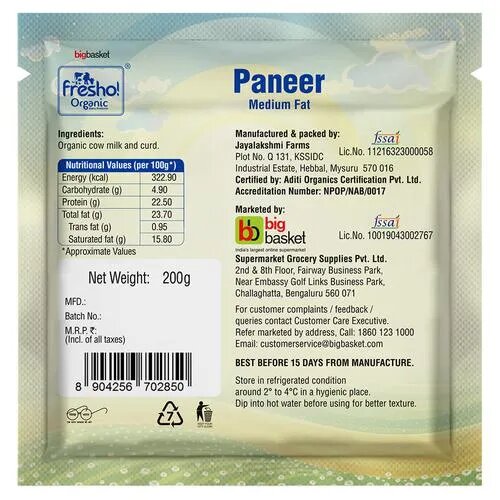 bigbasket
fresho!
®
Organic
Paneer
Medium Fat
Ingredients:
Organic cow milk and curd.
Nutritional Values (per 100g*)
Energy (kcal) 322.90
Carbohydrate (g) 4.90
Protein (g) 22.50
Total fat (g) 23.70
Trans fat (g) 0.95
Saturated fat (g) 15.80
*Approximate Values
Net Weight: 200g
MFD.:
Batch No.:
M.R.P. ₹:
(Incl. of all taxes)
8 904256 702850
Manufactured & packed by:
Jayalakshmi Farms
Plot No. Q 131, KSSIDC
Industrial Estate, Hebbal, Mysuru 570 016
fssai
Lic.No. 11216323000058
Certified by: Aditi Organics Certification Pvt. Ltd.
Accreditation Number: NPOP/NAB/0017
Marketed by:
bb big
basket
India's largest online supermarket
fssai
Lic.No. 10019043002767
Supermarket Grocery Supplies Pvt. Ltd.
2nd & 8th Floor, Fairway Business Park,
Near Embassy Golf Links Business Park,
Challaghatta, Bengaluru 560 071
For customer complaints / feedback /
queries contact Customer Care Executive.
Refer marketed by address, Call: 1860 123 1000
Email: customerservice@bigbasket.com
BEST BEFORE 15 DAYS FROM MANUFACTURE.
Store in refrigerated condition
around 2° to 4°C in a hygienic place.
Dip into hot water before using for better texture.
7